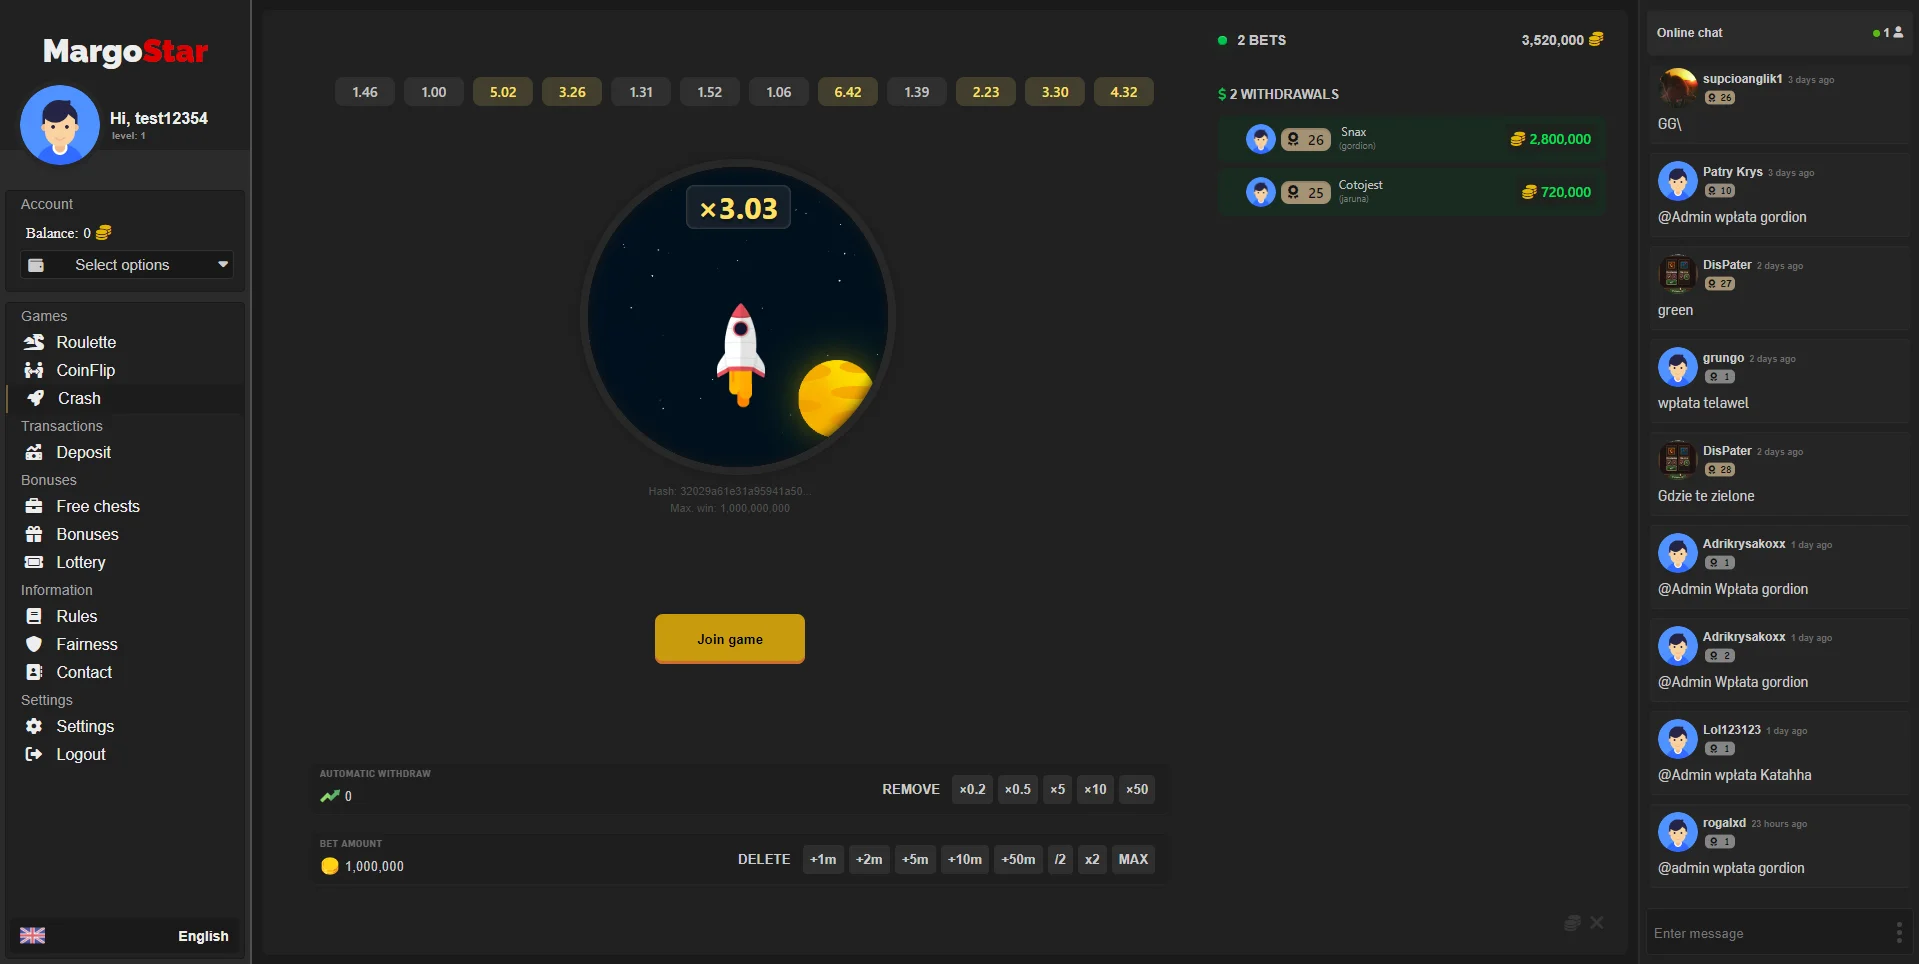 MargoStar
Hi, test12354
level: 1
Account
Balance: 0
Select options
Games
Roulette
CoinFlip
Crash
Transactions
Deposit
Bonuses
Free chests
Bonuses
Lottery
Information
Rules
Fairness
Contact
Settings
Settings
Logout
English
1.46 1.00 5.02 3.26 1.31 1.52 1.06 6.42 1.39 2.23 3.30 4.32
×3.03
Hash: 32029a61e31a95941a50...
Max. win: 1,000,000,000
Join game
AUTOMATIC WITHDRAW
0
REMOVE ×0.2 ×0.5 ×5 ×10 ×50
BET AMOUNT
1,000,000
DELETE +1m +2m +5m +10m +50m /2 x2 MAX
2 BETS 3,520,000
$ 2 WITHDRAWALS
26 Snax 2,800,000
(gordion)
25 Cotojest 720,000
(jaruna)
Online chat 1
supcioanglik1 3 days ago
26
GG\
Patry Krys 3 days ago
10
@Admin wpłata gordion
DisPater 2 days ago
27
green
grungo 2 days ago
1
wpłata telawel
DisPater 2 days ago
28
Gdzie te zielone
Adrikrysakoxx 1 day ago
1
@Admin Wpłata gordion
Adrikrysakoxx 1 day ago
2
@Admin Wpłata gordion
Lol123123 1 day ago
1
@Admin wpłata Katahha
rogalxd 23 hours ago
1
@admin wpłata gordion
Enter message